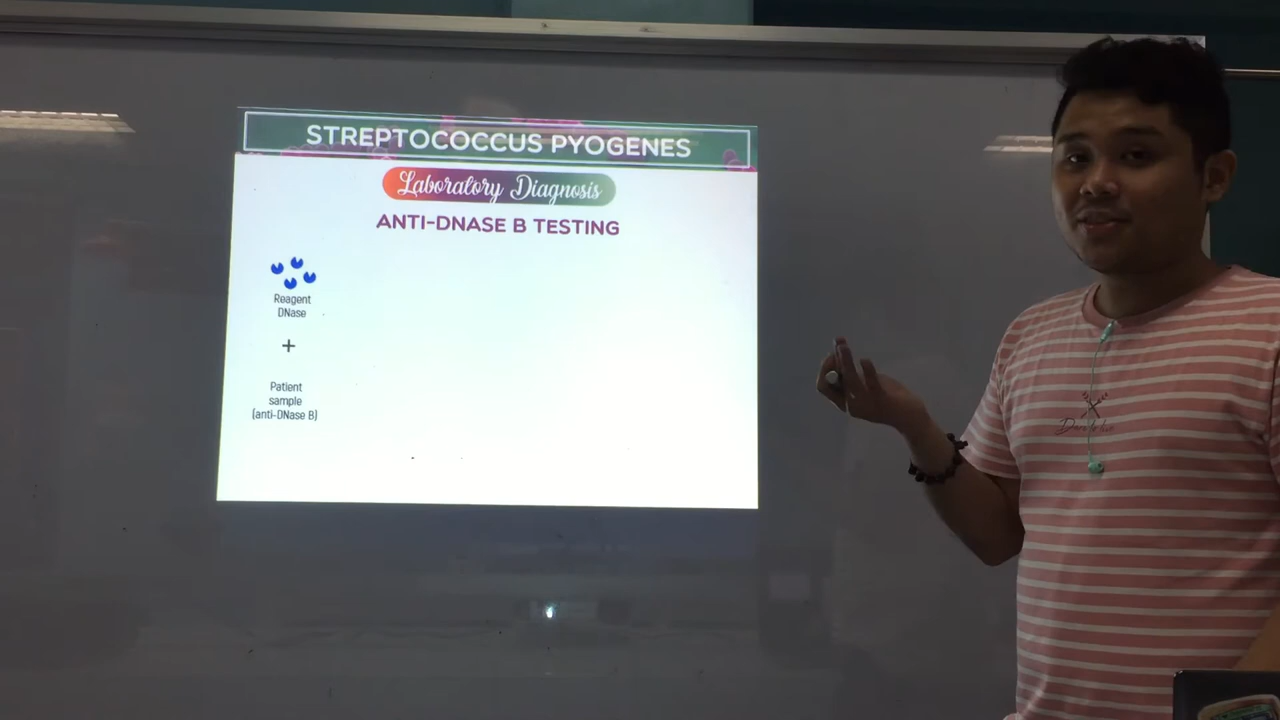 STREPTOCOCCUS PYOGENES
Laboratory Diagnosis
ANTI-DNASE B TESTING
Reagent
DNase
+
Patient
sample
(anti-DNase B)